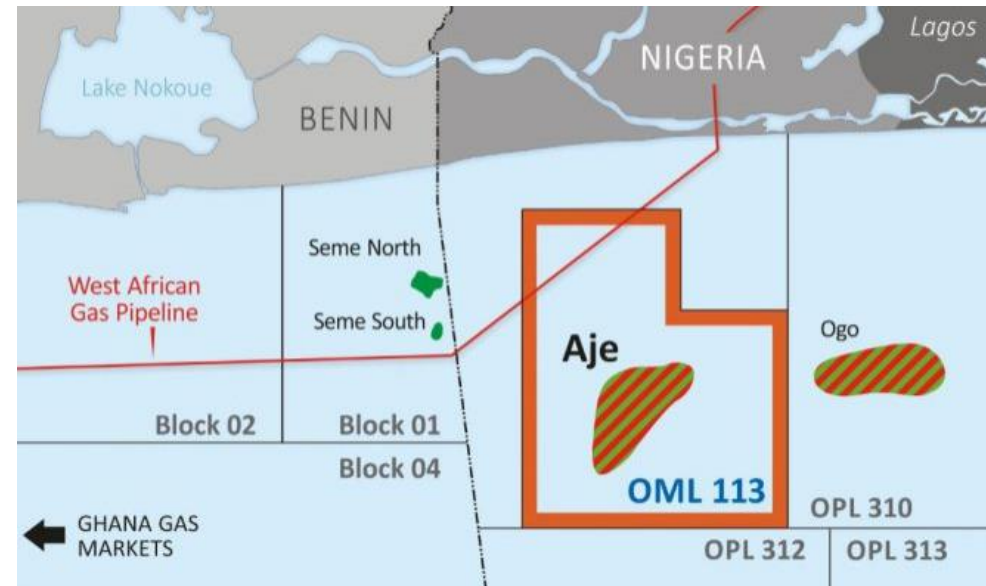 Lagos
NIGERIA
Lake Nokoue
BENIN
Seme North
West African
Gas Pipeline
Seme South
Ogo
Aje
Block 02
Block 01
Block 04
OML 113
OPL 310
GHANA GAS
MARKETS
OPL 312
OPL 313